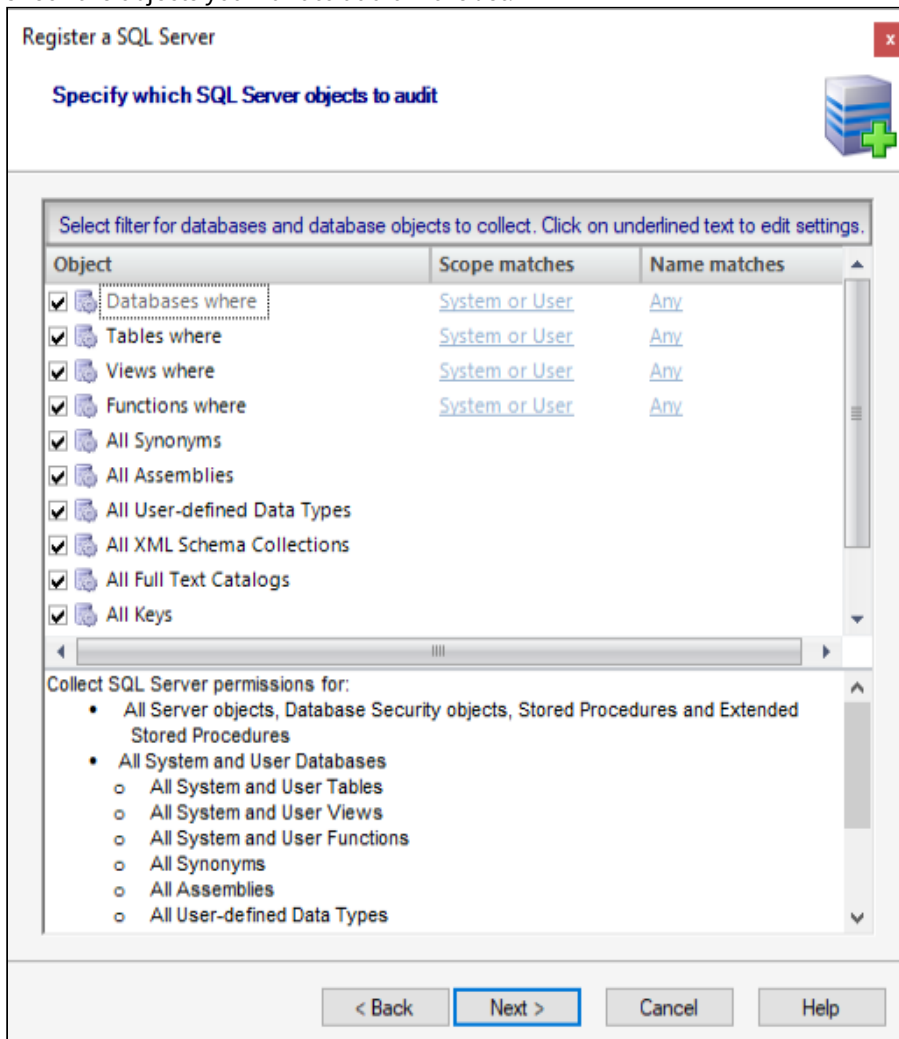 Register a SQL Server
x
Specify which SQL Server objects to audit
Select filter for databases and database objects to collect. Click on underlined text to edit settings.
Object Scope matches Name matches
Databases where System or User Any
Tables where System or User Any
Views where System or User Any
Functions where System or User Any
All Synonyms
All Assemblies
All User-defined Data Types
All XML Schema Collections
All Full Text Catalogs
All Keys
Collect SQL Server permissions for:
• All Server objects, Database Security objects, Stored Procedures and Extended
Stored Procedures
• All System and User Databases
o All System and User Tables
o All System and User Views
o All System and User Functions
o All Synonyms
o All Assemblies
o All User-defined Data Types
< Back Next > Cancel Help